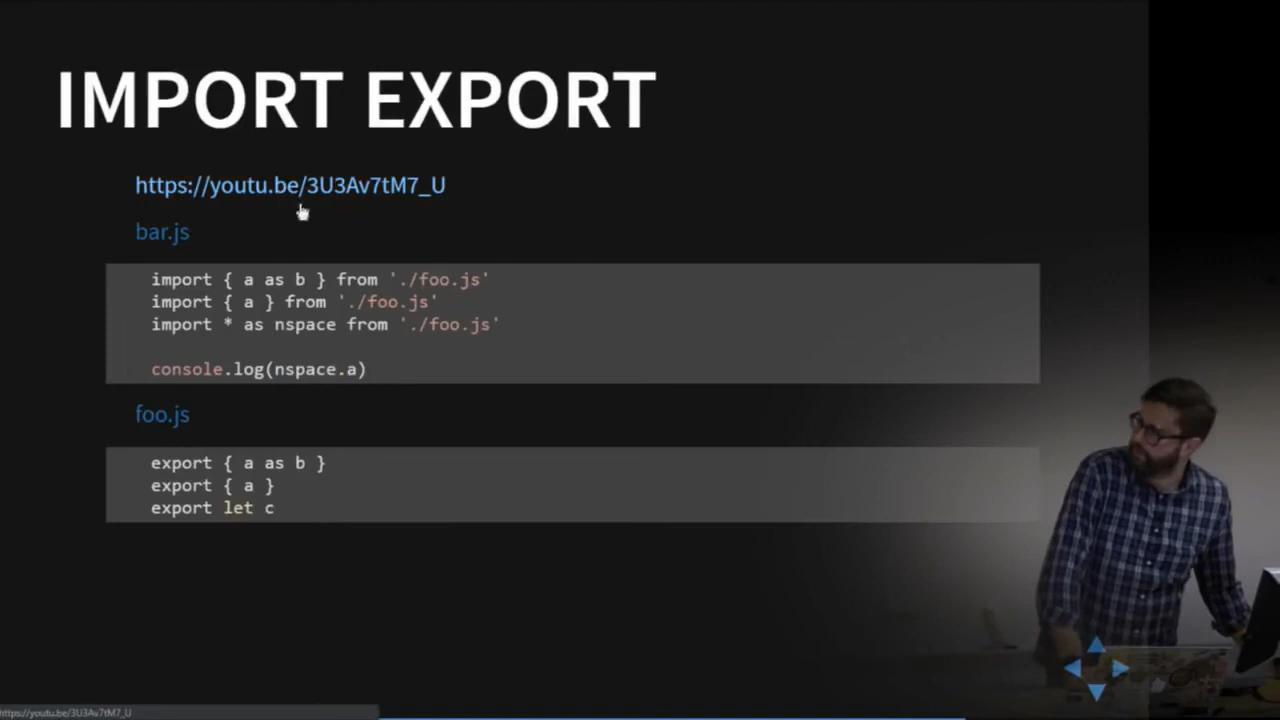 IMPORT EXPORT
https://youtu.be/3U3Av7tM7_U
bar.js
import { a as b } from './foo.js'
import { a } from './foo.js'
import * as nspace from './foo.js'
console.log(nspace.a)
foo.js
export { a as b }
export { a }
export let c
https://youtu.be/3U3Av7tM7_U